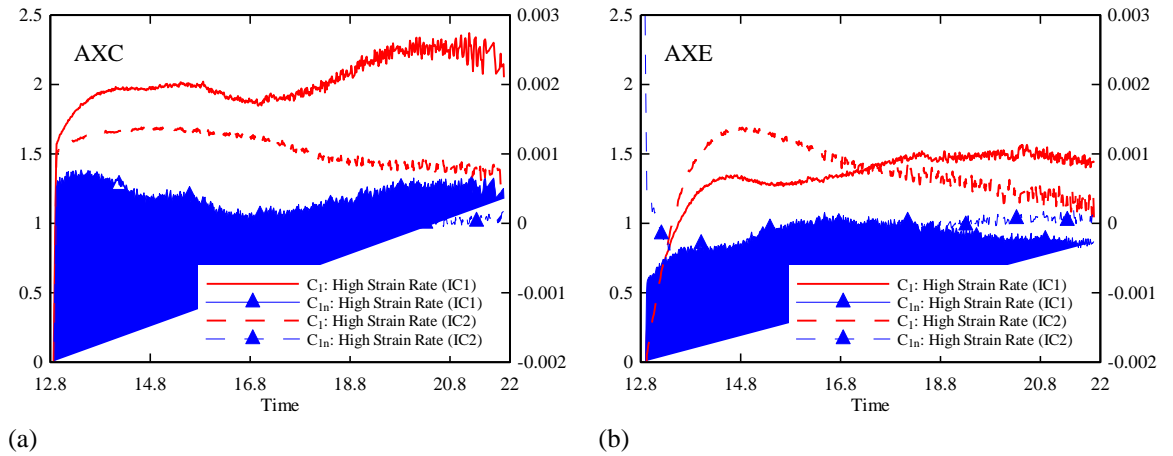 2.5
AXC
2
1.5
1
0.5
0
0.003
0.002
0.001
0
-0.001
-0.002
C1: High Strain Rate (IC1)
C1n: High Strain Rate (IC1)
C1: High Strain Rate (IC2)
C1n: High Strain Rate (IC2)
12.8 14.8 16.8 18.8 20.8 22
Time
(a)
2.5
AXE
2
1.5
1
0.5
0
0.003
0.002
0.001
0
-0.001
-0.002
C1: High Strain Rate (IC1)
C1n: High Strain Rate (IC1)
C1: High Strain Rate (IC2)
C1n: High Strain Rate (IC2)
12.8 14.8 16.8 18.8 20.8 22
Time
(b)